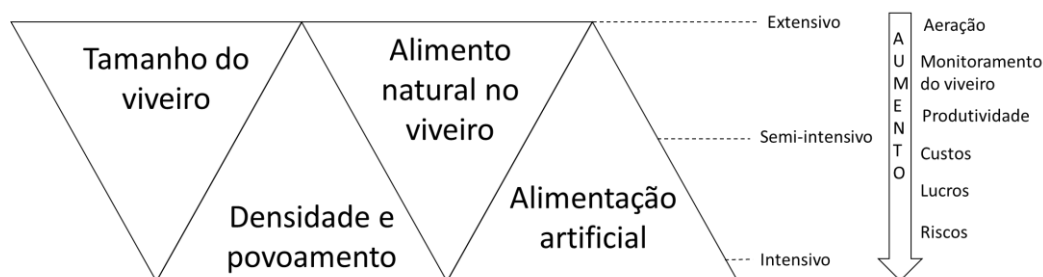 Tamanho do
viveiro
Alimento
natural no
viveiro
Densidade e
povoamento
Alimentação
artificial
Extensivo
Semi-intensivo
Intensivo
AUMENTO
Aeração
Monitoramento
do viveiro
Produtividade
Custos
Lucros
Riscos